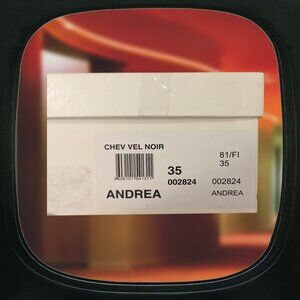 CHEV VEL NOIR
81/FI
35
35
002824
002824
ANDREA
ANDREA